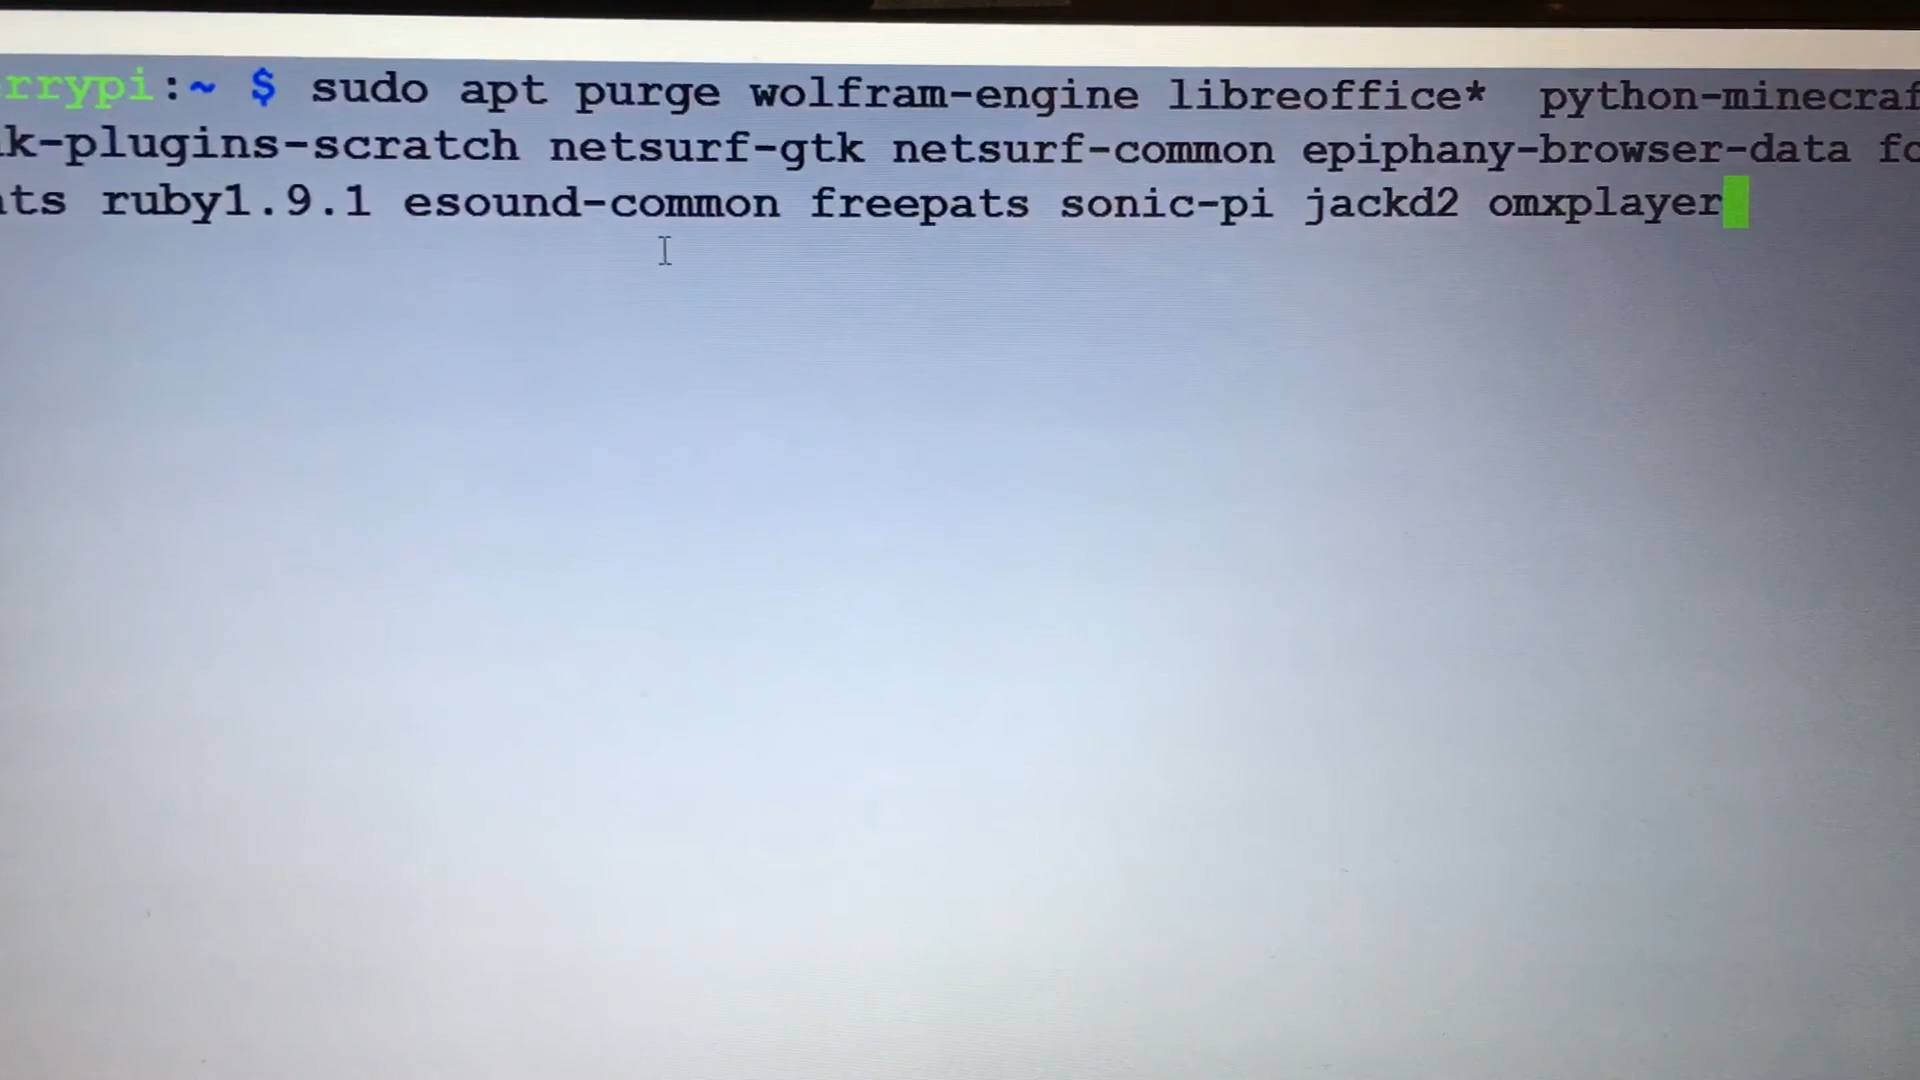 rrypi:~ $ sudo apt purge wolfram-engine libreoffice* python-minecraf
k-plugins-scratch netsurf-gtk netsurf-common epiphany-browser-data fo
ts ruby1.9.1 esound-common freepats sonic-pi jackd2 omxplayer